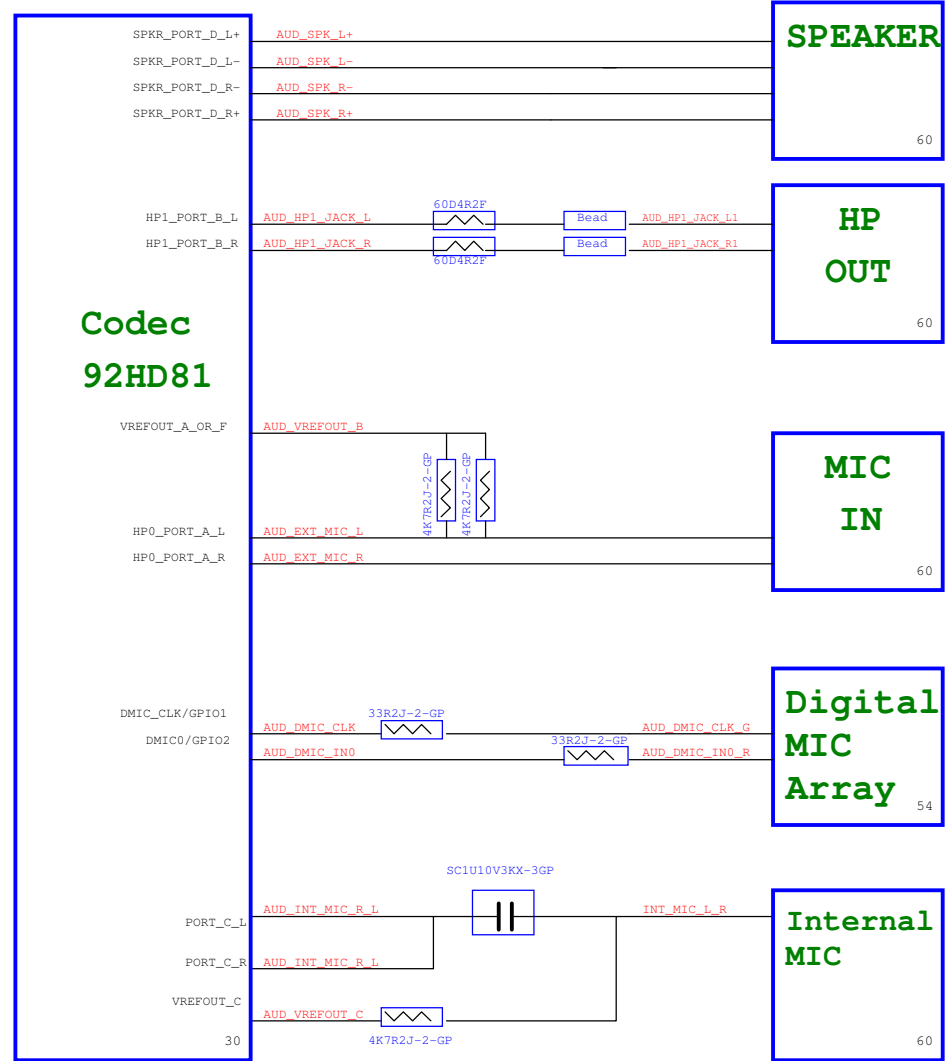 SPKR_PORT_D_L+ AUD_SPK_L+ SPEAKER
SPKR_PORT_D_L- AUD_SPK_L-
SPKR_PORT_D_R- AUD_SPK_R-
SPKR_PORT_D_R+ AUD_SPK_R+
60
60D4R2F
HP1_PORT_B_L AUD_HP1_JACK_L Bead AUD_HP1_JACK_L1 HP
HP1_PORT_B_R AUD_HP1_JACK_R Bead AUD_HP1_JACK_R1
60D4R2F
OUT
60
Codec
92HD81
VREFOUT_A_OR_F AUD_VREFOUT_B
4K7R2J-2-GP
4K7R2J-2-GP
MIC
IN
HP0_PORT_A_L AUD_EXT_MIC_L
HP0_PORT_A_R AUD_EXT_MIC_R
60
DMIC_CLK/GPIO1 33R2J-2-GP Digital
AUD_DMIC_CLK AUD_DMIC_CLK_G
DMIC0/GPIO2 33R2J-2-GP MIC
AUD_DMIC_IN0 AUD_DMIC_IN0_R
Array
54
SC1U10V3KX-3GP
AUD_INT_MIC_R_L INT_MIC_L_R
PORT_C_L Internal
PORT_C_R AUD_INT_MIC_R_L MIC
VREFOUT_C
AUD_VREFOUT_C
4K7R2J-2-GP
30
60